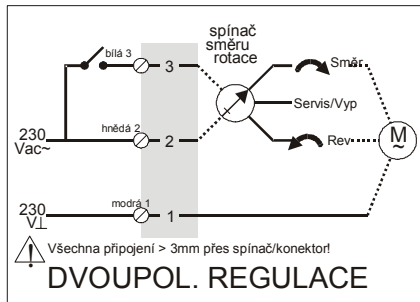 spínač
směru
rotace
bílá 3
3
Směr
Servis/Vyp
230
Vac~
hnědá 2
2
Rev
M
~
230
V⊥
modrá 1
1
Všechna připojení > 3mm přes spínač/konektor!
DVOUPOL. REGULACE